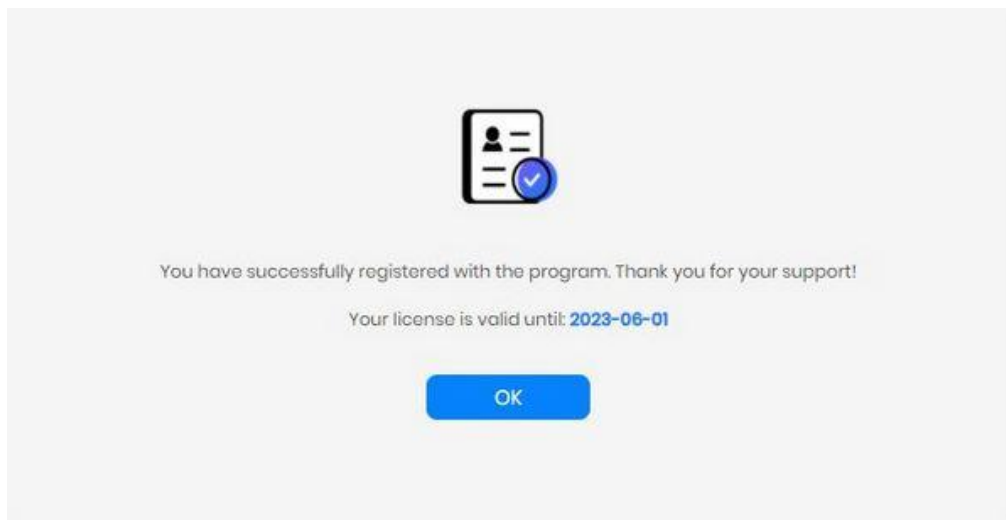 You have successfully registered with the program. Thank you for your support!
Your license is valid until: 2023-06-01
OK